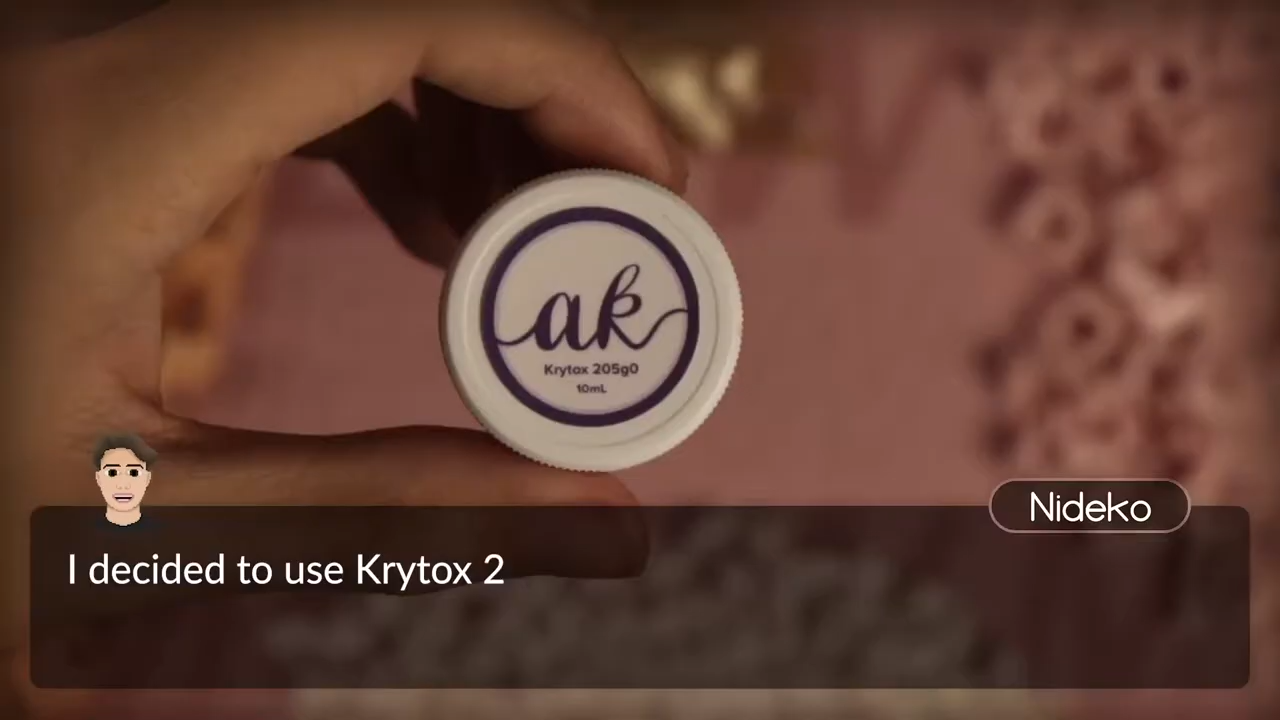 ak
Krytox 205g0
10mL
Nideko
I decided to use Krytox 2